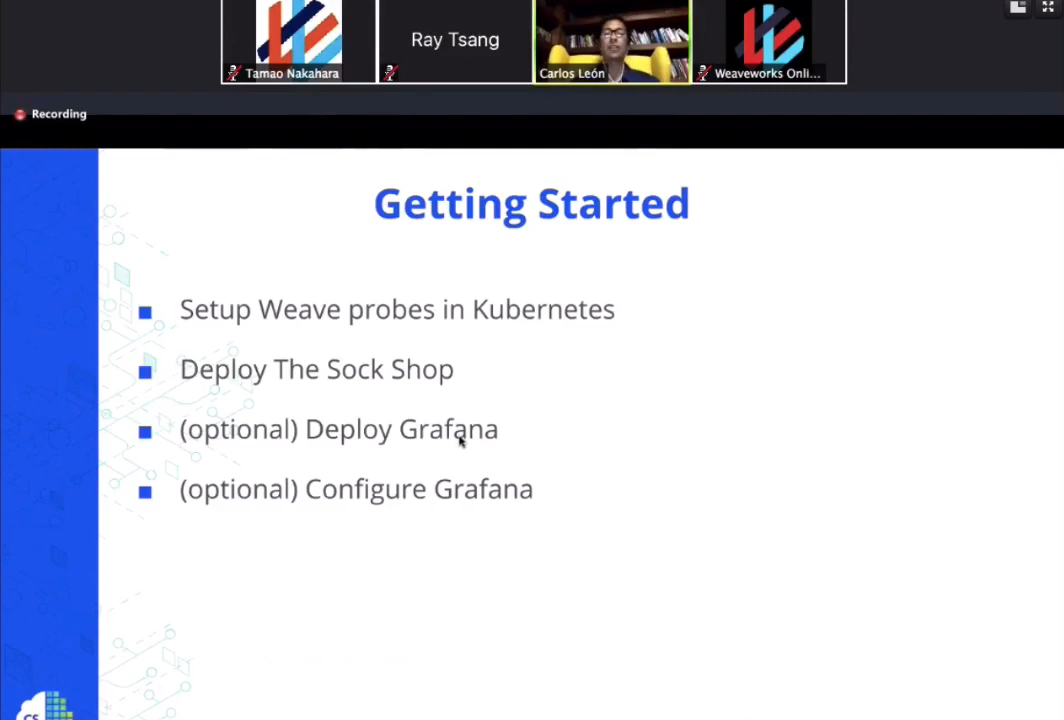 Ray Tsang
Tamao Nakahara
Carlos León
Weaveworks Onli...
Recording
Getting Started
Setup Weave probes in Kubernetes
Deploy The Sock Shop
(optional) Deploy Grafana
(optional) Configure Grafana
CS